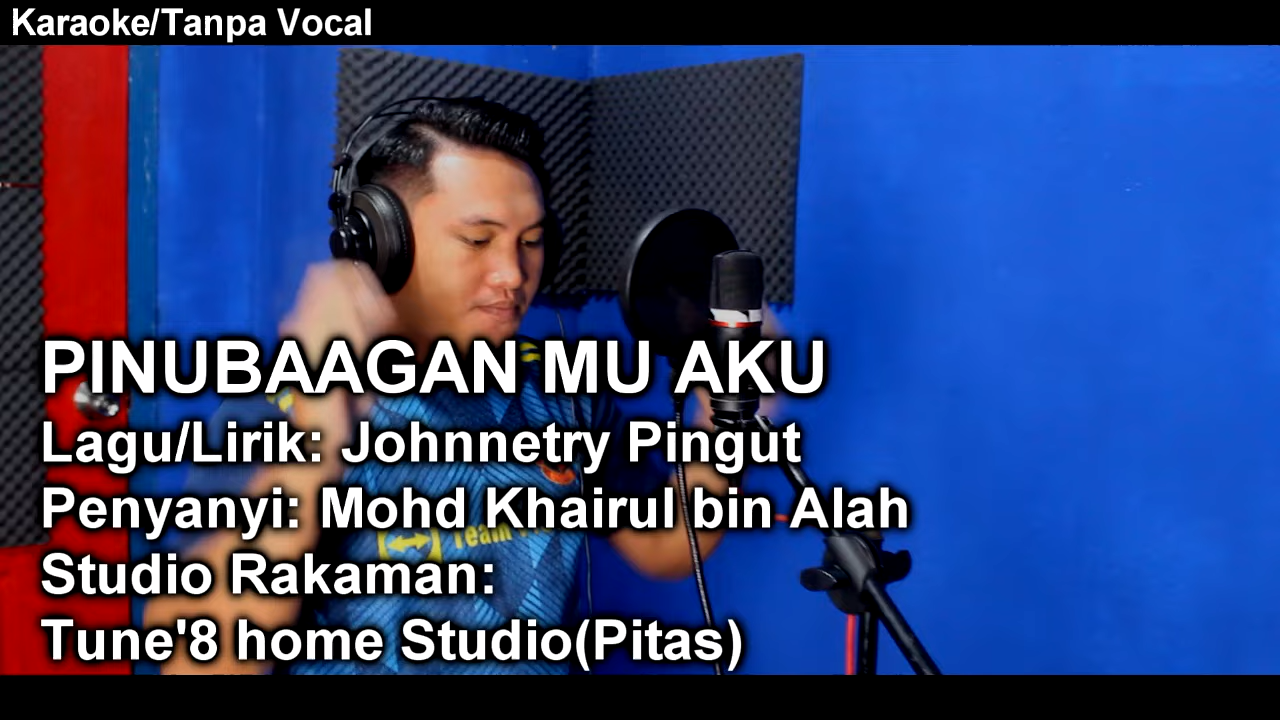 Karaoke/Tanpa Vocal
PINUBAAGAN MU AKU
Lagu/Lirik: Johnnetry Pingut
Penyanyi: Mohd Khairul bin Alah
Studio Rakaman:
Team
Tune'8 home Studio(Pitas)